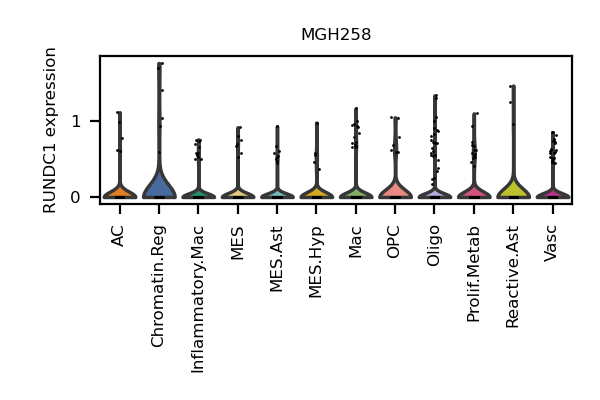 MGH258
RUNDC1 expression
1
0
AC
Chromatin.Reg
Inflammatory.Mac
MES
MES.Ast
MES.Hyp
Mac
OPC
Oligo
Prolif.Metab
Reactive.Ast
Vasc